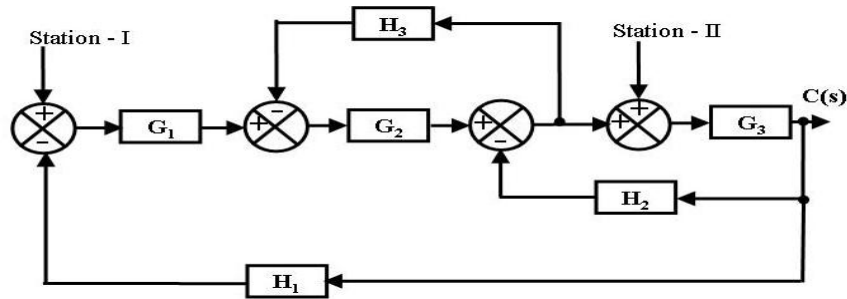 H₃
Station - I
Station - II
C(s)
+
-
G₁
-
+
G₂
+
-
+
+
G₃
H₂
H₁